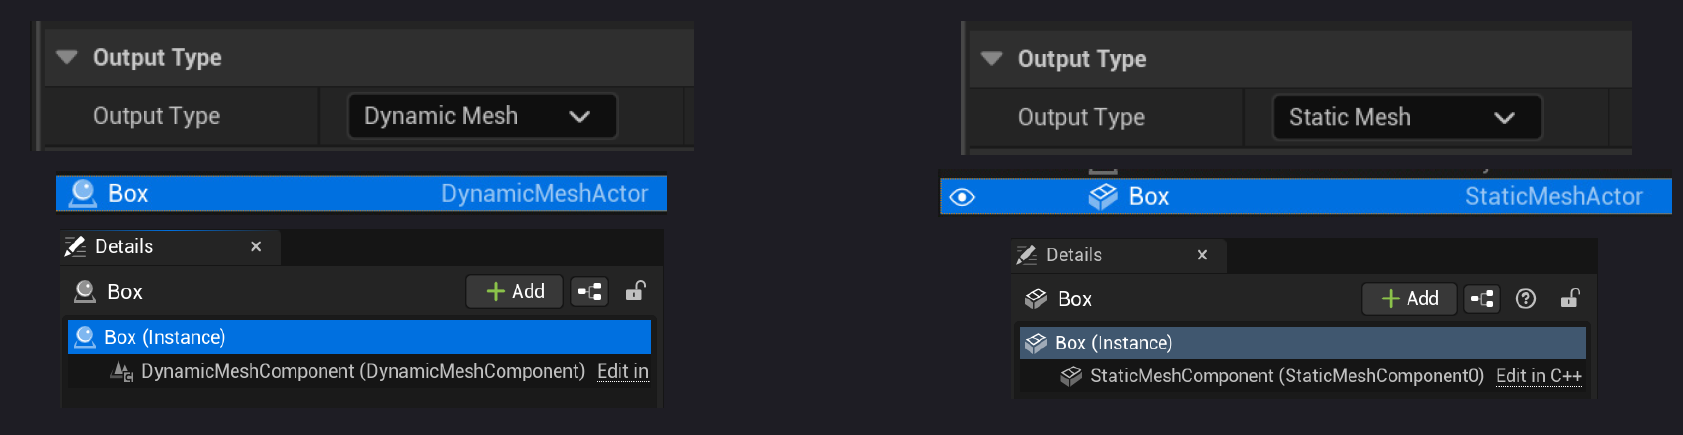 Output Type
Output Type Dynamic Mesh
Box DynamicMeshActor
Details ×
Box + Add
Box (Instance)
DynamicMeshComponent (DynamicMeshComponent) Edit in
Output Type
Output Type Static Mesh
Box StaticMeshActor
Details ×
Box + Add
Box (Instance)
StaticMeshComponent (StaticMeshComponent0) Edit in C++